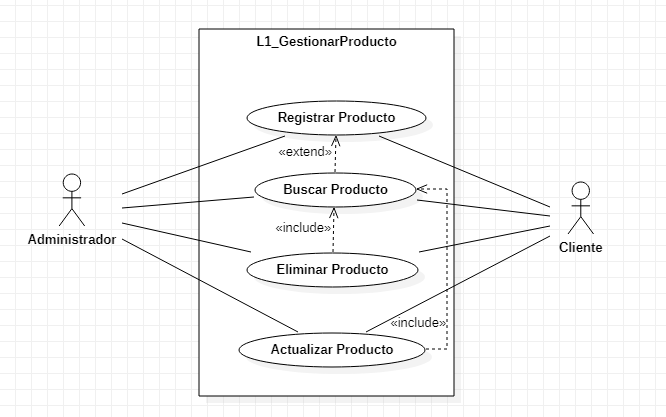 L1_GestionarProducto
Registrar Producto
«extend»
Buscar Producto
Administrador
«include»
Cliente
Eliminar Producto
«include»
Actualizar Producto